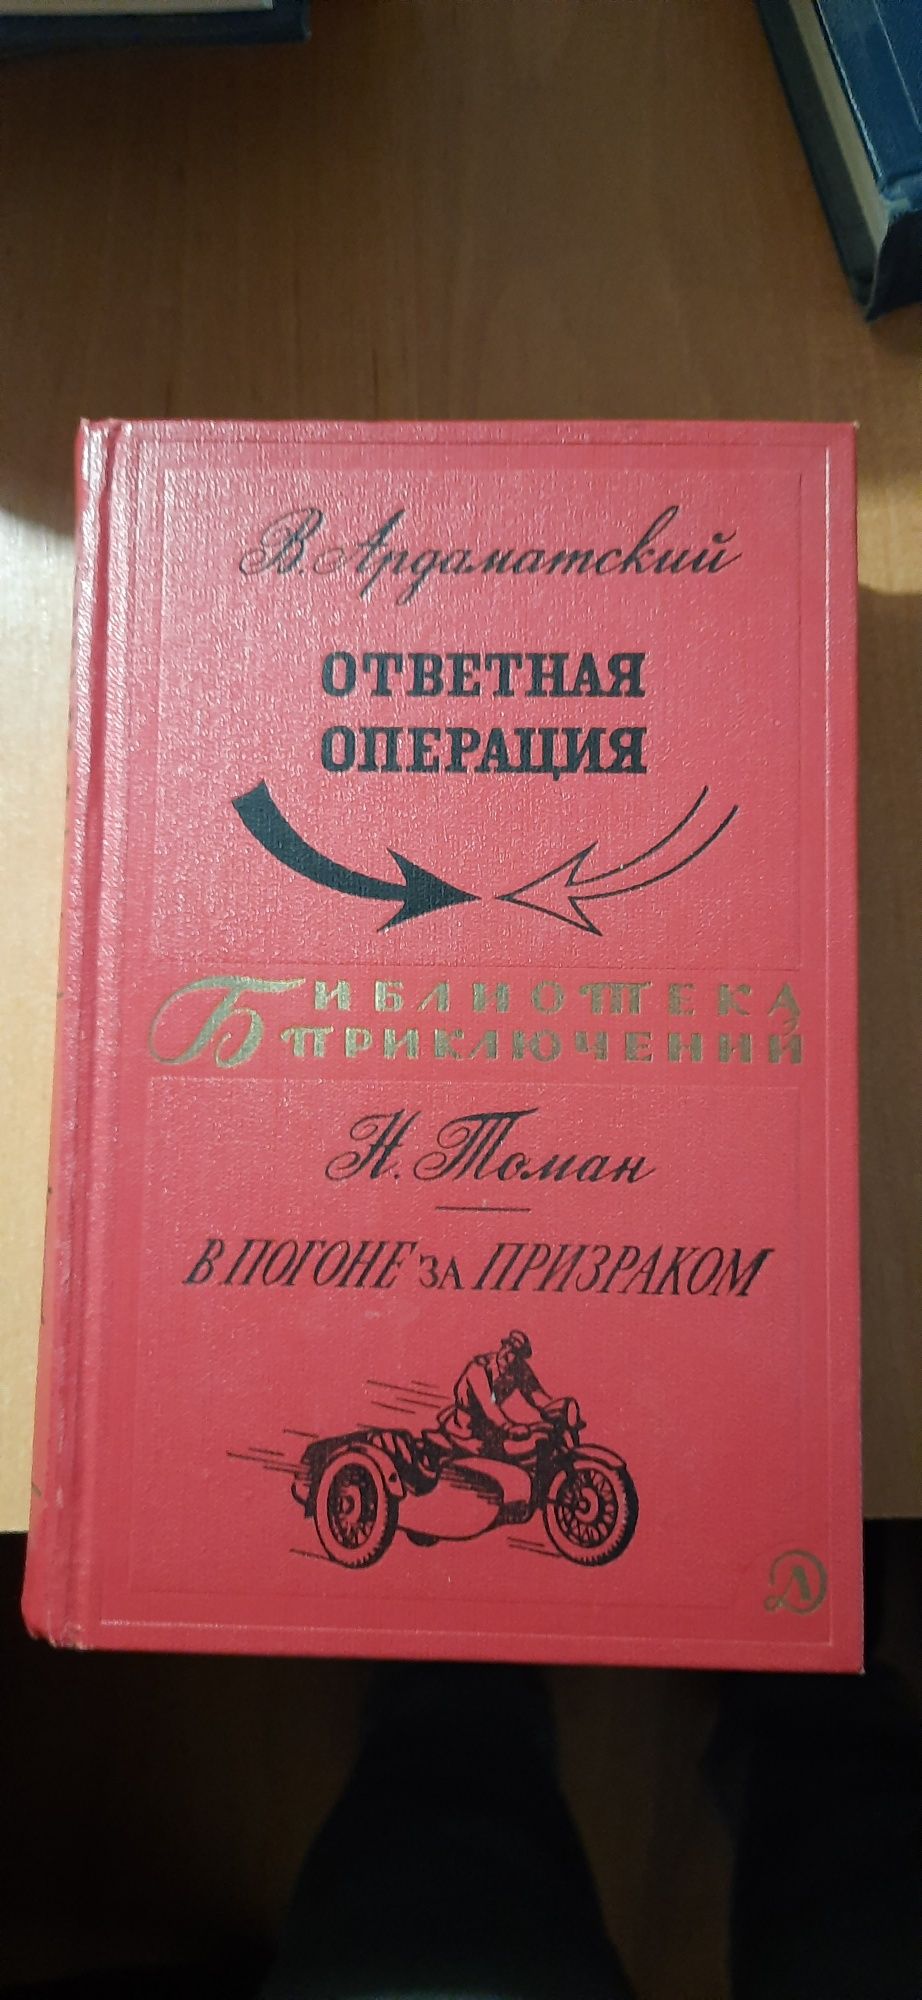 В. Ардаматский
ОТВЕТНАЯ
ОПЕРАЦИЯ
БИБЛИОТЕКА
ПРИКЛЮЧЕНИЙ
Н. Томан
В ПОГОНЕ ЗА ПРИЗРАКОМ